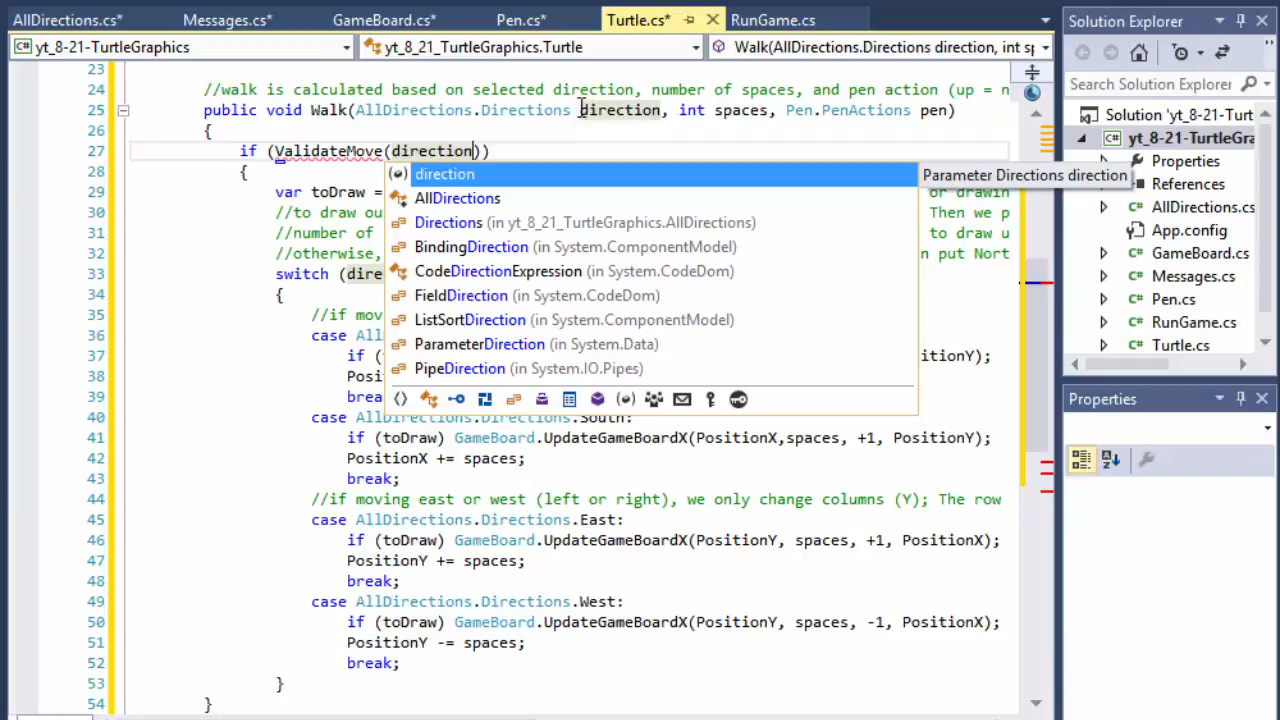 AllDirections.cs* Messages.cs* GameBoard.cs* Pen.cs* Turtle.cs* RunGame.cs
yt_8-21-TurtleGraphics yt_8_21_TurtleGraphics.Turtle Walk(AllDirections.Directions direction, int sp
23
24 //walk is calculated based on selected direction, number of spaces, and pen action (up = n
25 public void Walk(AllDirections.Directions direction, int spaces, Pen.PenActions pen)
26 {
27 if (ValidateMove(direction))
28 {
29 var toDraw = or drawin
30 //to draw ou Then we p
31 //number of to draw u
32 //otherwise, n put Nort
33 switch (dire
34 {
35 //if mov
36 case All
37 if ( itionY);
38 Posi
39 brea
40 case AllDirections.Directions.South:
41 if (toDraw) GameBoard.UpdateGameBoardX(PositionX,spaces, +1, PositionY);
42 PositionX += spaces;
43 break;
44 //if moving east or west (left or right), we only change columns (Y); The row
45 case AllDirections.Directions.East:
46 if (toDraw) GameBoard.UpdateGameBoardX(PositionY, spaces, +1, PositionX);
47 PositionY += spaces;
48 break;
49 case AllDirections.Directions.West:
50 if (toDraw) GameBoard.UpdateGameBoardX(PositionY, spaces, -1, PositionX);
51 PositionY -= spaces;
52 break;
53 }
54 }
direction
AllDirections
Directions (in yt_8_21_TurtleGraphics.AllDirections)
BindingDirection (in System.ComponentModel)
CodeDirectionExpression (in System.CodeDom)
FieldDirection (in System.CodeDom)
ListSortDirection (in System.ComponentModel)
ParameterDirection (in System.Data)
PipeDirection (in System.IO.Pipes)
Parameter Directions direction
Solution Explorer
Search Solution Explorer
Solution 'yt_8-21-Turt
yt_8-21-TurtleGra
Properties
References
AllDirections.cs
App.config
GameBoard.cs
Messages.cs
Pen.cs
RunGame.cs
Turtle.cs
Properties